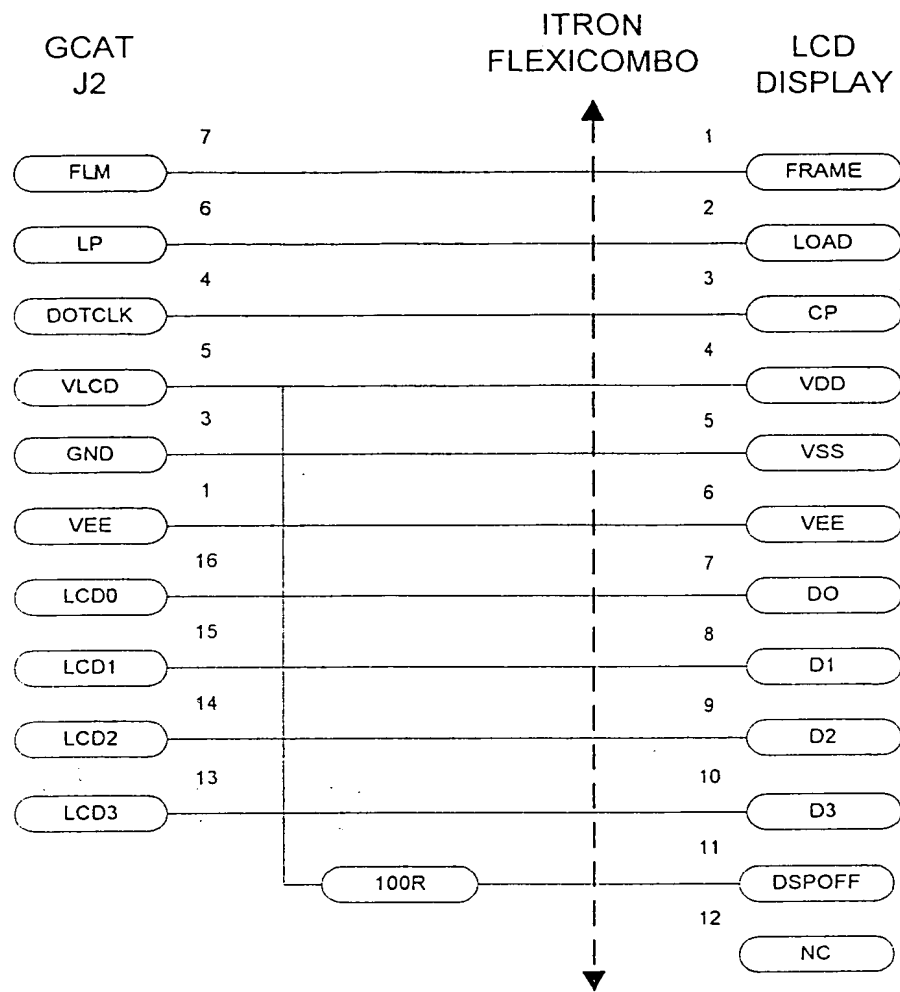 GCAT
J2
ITRON
FLEXICOMBO
LCD
DISPLAY
7 1
FLM FRAME
6 2
LP LOAD
4 3
DOTCLK CP
5 4
VLCD VDD
3 5
GND VSS
1 6
VEE VEE
16 7
LCD0 DO
15 8
LCD1 D1
14 9
LCD2 D2
13 10
LCD3 D3
11
100R DSPOFF
12
NC